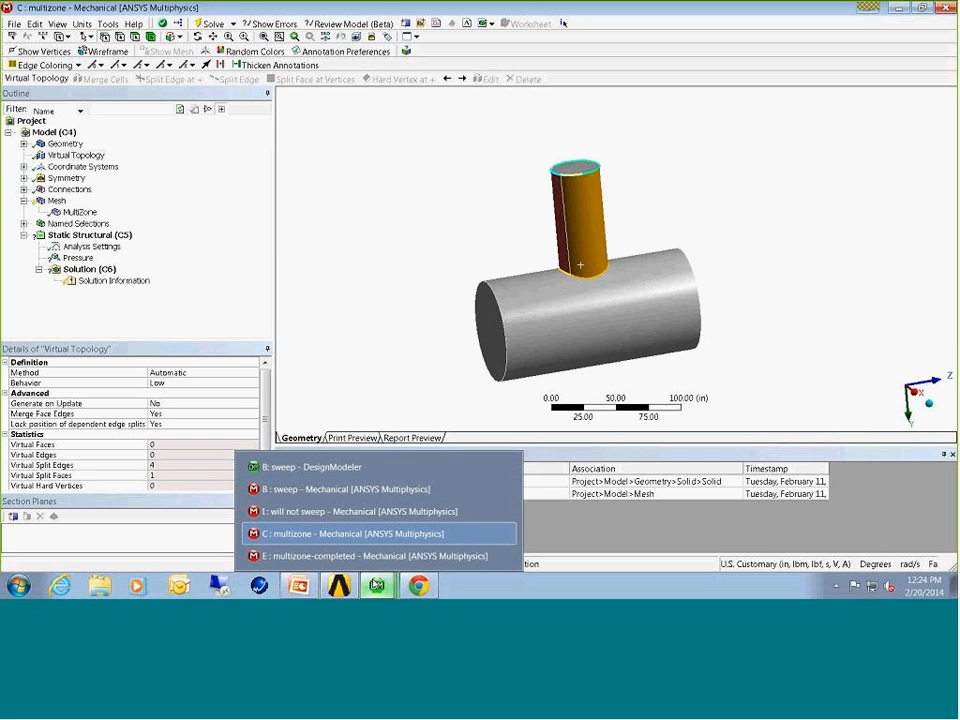 C : multizone - Mechanical [ANSYS Multiphysics]
File Edit View Units Tools Help Solve ?/Show Errors ?/Review Model (Beta) Worksheet
Show Vertices Wireframe Show Mesh Random Colors Annotation Preferences
Edge Coloring Thicken Annotations
Virtual Topology Merge Cells Split Edge at + Split Edge Split Face at Vertices Hard Vertex at + Edit Delete
Outline
Filter: Name
Project
Model (C4)
Geometry
Virtual Topology
Coordinate Systems
Symmetry
Connections
Mesh
MultiZone
Named Selections
Static Structural (C5)
Analysis Settings
Pressure
Solution (C6)
Solution Information
Details of "Virtual Topology"
Definition
Method Automatic
Behavior Low
Advanced
Generate on Update No
Merge Face Edges Yes
Lock position of dependent edge splits Yes
Statistics
Virtual Faces 0
Virtual Edges 0
Virtual Split Edges 4
Virtual Split Faces 1
Virtual Hard Vertices 0
Section Planes
0.00 50.00 100.00 (in)
25.00 75.00
Z
X
Y
Geometry Print Preview Report Preview
Association Timestamp
Project>Model>Geometry>Solid>Solid Tuesday, February 11,
Project>Model>Mesh Tuesday, February 11,
B: sweep - DesignModeler
B : sweep - Mechanical [ANSYS Multiphysics]
I : will not sweep - Mechanical [ANSYS Multiphysics]
C : multizone - Mechanical [ANSYS Multiphysics]
E : multizone-completed - Mechanical [ANSYS Multiphysics]
U.S. Customary (in, lbm, lbf, s, V, A) Degrees rad/s Fa
12:24 PM
2/20/2014